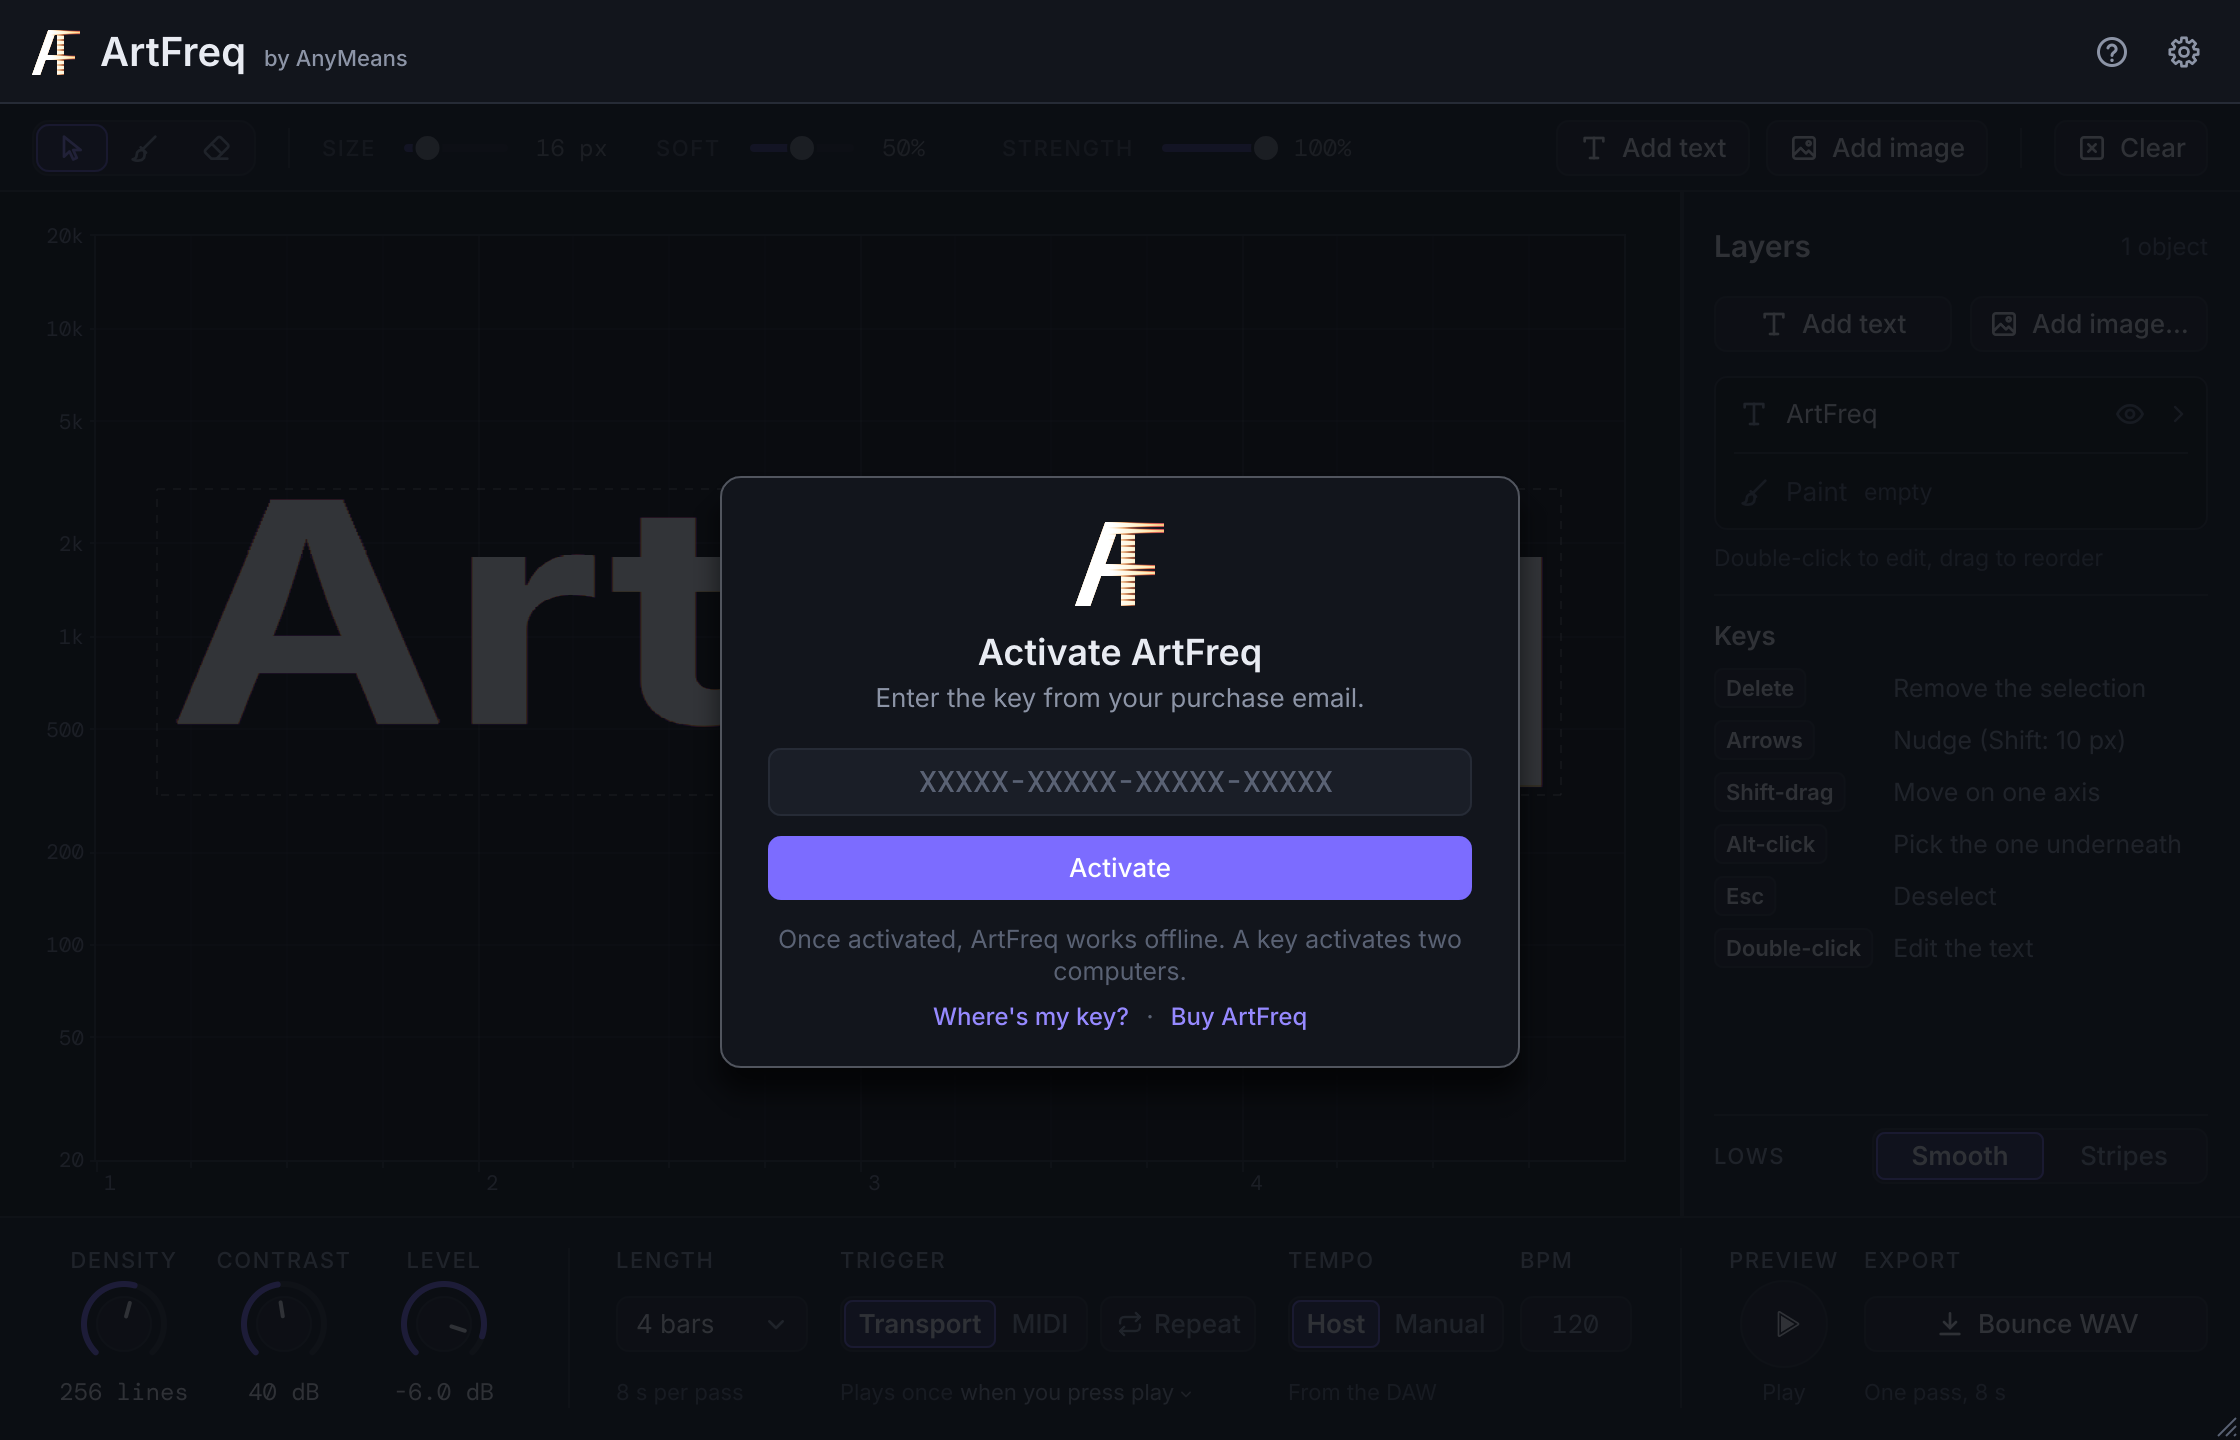 ArtFreq by AnyMeans
SIZE 16 px SOFT 50% STRENGTH 100% Add text Add image Clear
20k
10k
5k
2k
1k
500
200
100
50
20
1 2 3 4
Art
Activate ArtFreq
Enter the key from your purchase email.
XXXXX-XXXXX-XXXXX-XXXXX
Activate
Once activated, ArtFreq works offline. A key activates two
computers.
Where's my key? · Buy ArtFreq
Layers 1 object
Add text Add image...
ArtFreq
Paint empty
Double-click to edit, drag to reorder
Keys
Delete Remove the selection
Arrows Nudge (Shift: 10 px)
Shift-drag Move on one axis
Alt-click Pick the one underneath
Esc Deselect
Double-click Edit the text
LOWS Smooth Stripes
DENSITY CONTRAST LEVEL LENGTH TRIGGER TEMPO BPM PREVIEW EXPORT
4 bars Transport MIDI Repeat Host Manual 120 Bounce WAV
256 lines 40 dB -6.0 dB 8 s per pass Plays once when you press play From the DAW Play One pass, 8 s